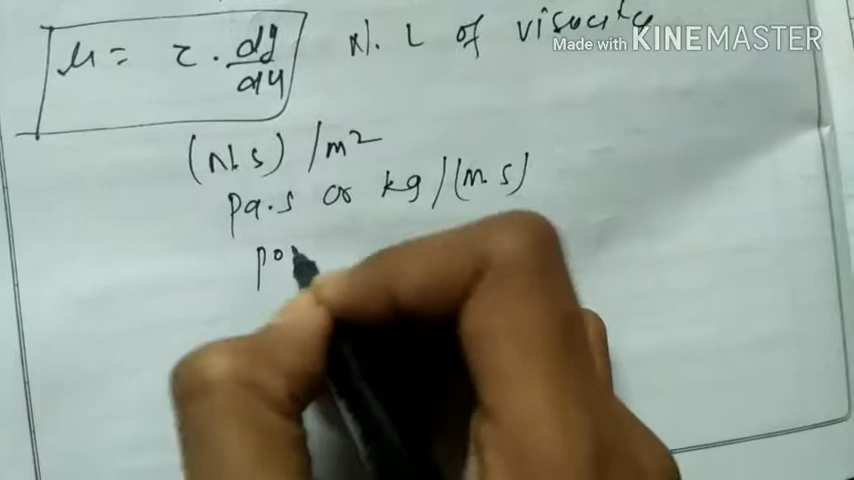 μ = τ · dy/du N. L of viscosity
Made with KINEMASTER
(N.s) /m²
Pa.s or kg/(m.s)
po